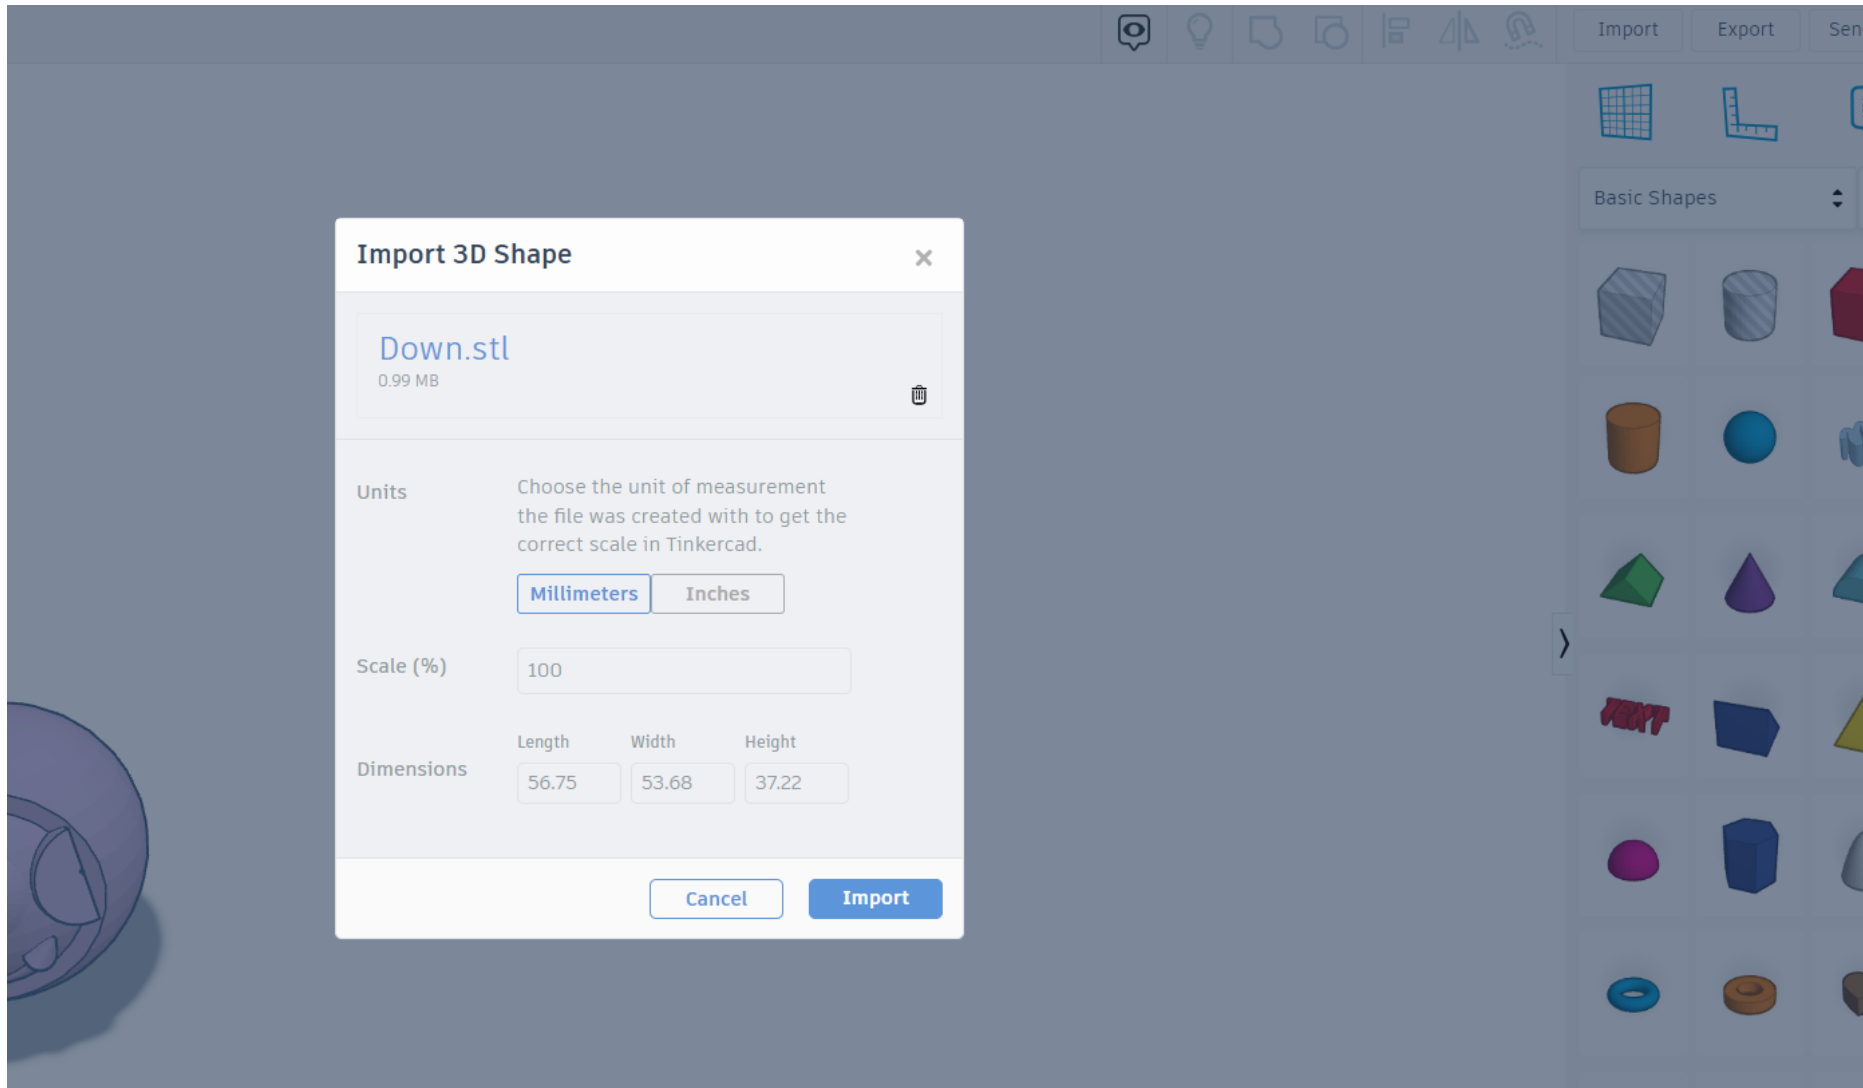 Import
Export
Sen
Basic Shapes
Import 3D Shape
Down.stl
0.99 MB
Units
Choose the unit of measurement
the file was created with to get the
correct scale in Tinkercad.
Millimeters
Inches
Scale (%)
100
Length
Width
Height
Dimensions
56.75
53.68
37.22
Cancel
Import
TEXT